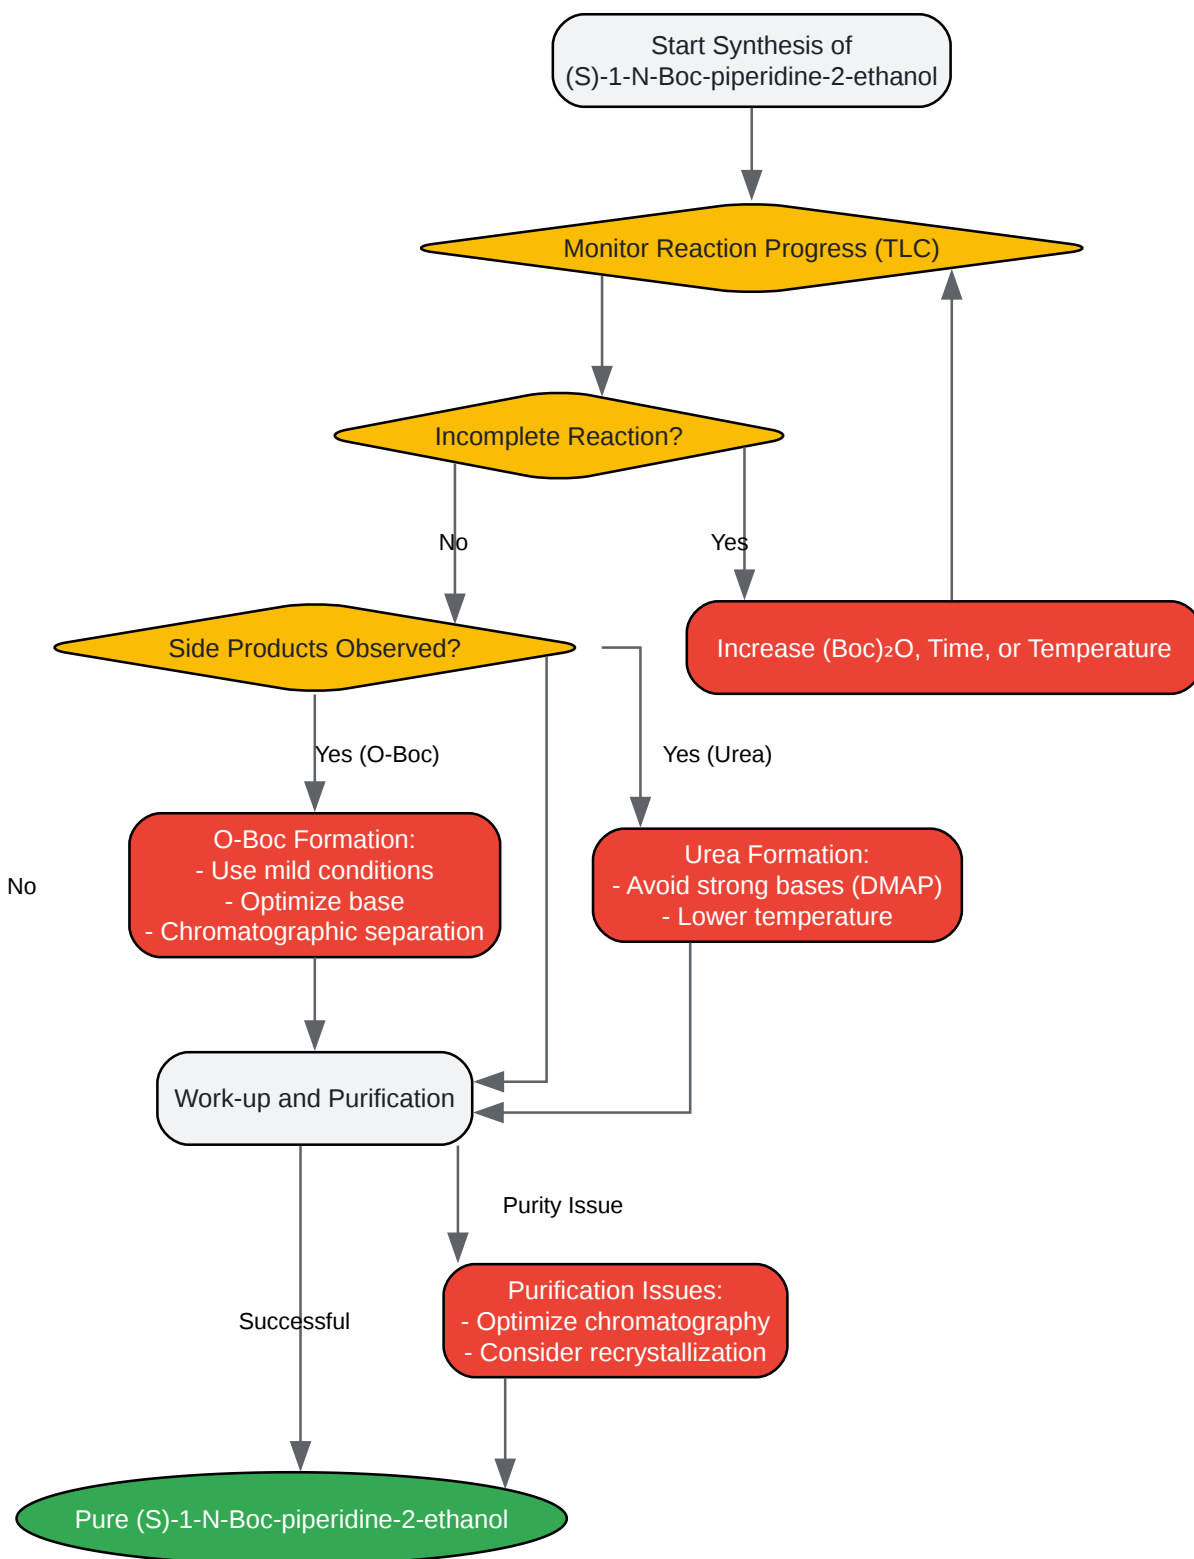 Start Synthesis of
(S)-1-N-Boc-piperidine-2-ethanol
Monitor Reaction Progress (TLC)
Incomplete Reaction?
No
Yes
Side Products Observed?
Increase (Boc)₂O, Time, or Temperature
Yes (O-Boc)
Yes (Urea)
O-Boc Formation:
- Use mild conditions
- Optimize base
- Chromatographic separation
Urea Formation:
- Avoid strong bases (DMAP)
- Lower temperature
No
Work-up and Purification
Purity Issue
Successful
Purification Issues:
- Optimize chromatography
- Consider recrystallization
Pure (S)-1-N-Boc-piperidine-2-ethanol